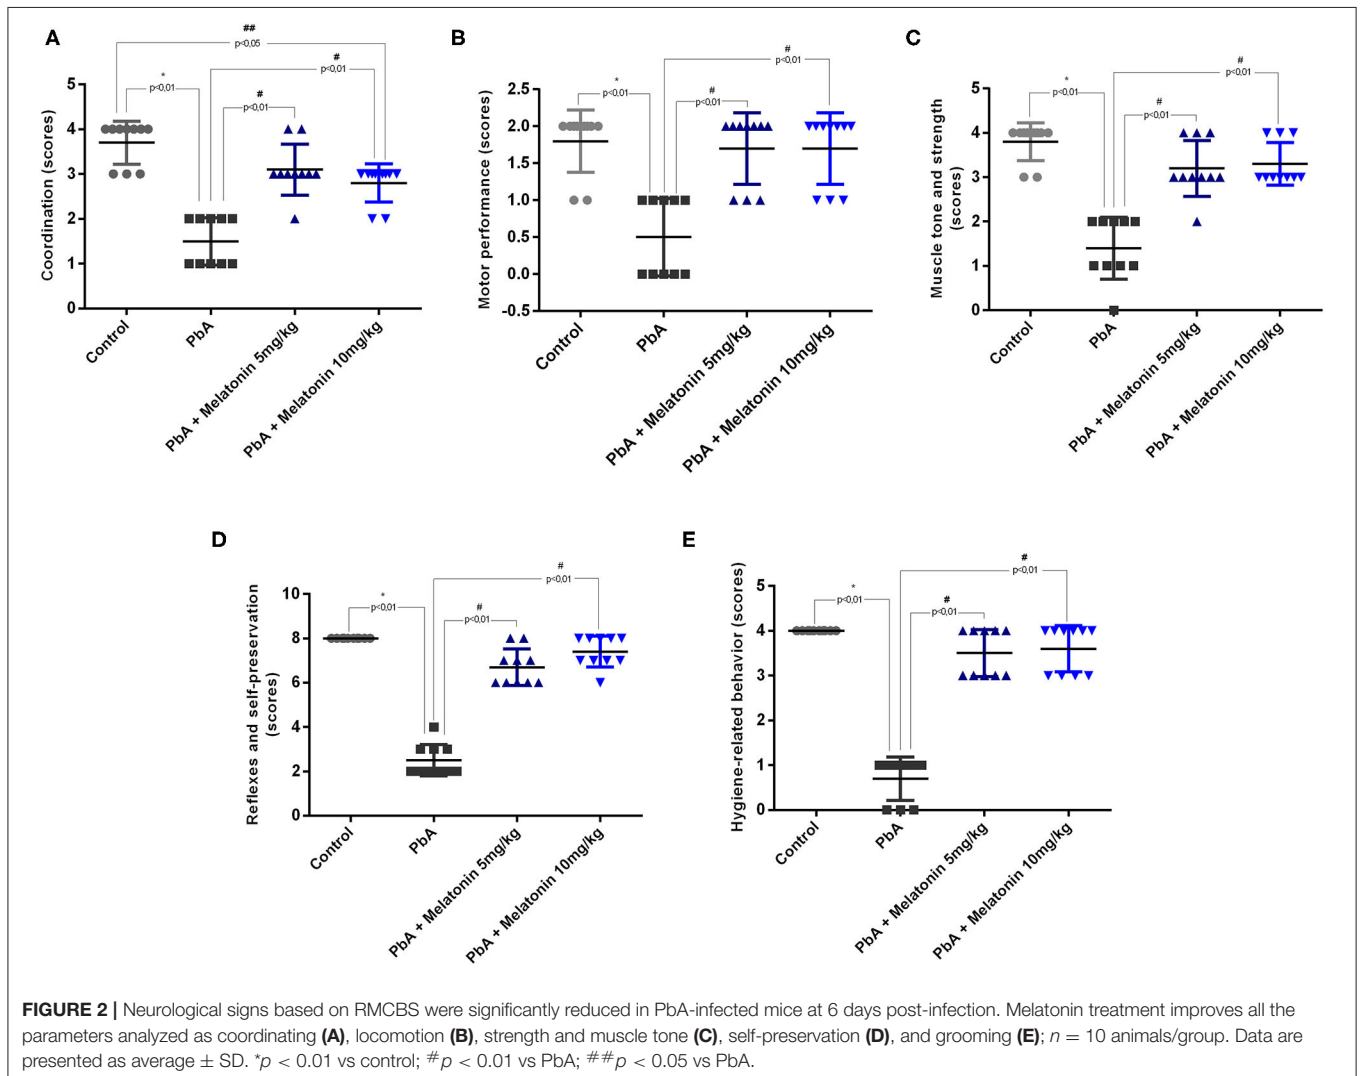 A
##
p<0,05
#
p<0,01
*
p<0,01
#
p<0,01
Coordination (scores)
5
4
3
2
1
0
Control
PbA
PbA + Melatonin 5mg/kg
PbA + Melatonin 10mg/kg
B
#
p<0,01
*
p<0,01
#
p<0,01
Motor performance (scores)
2.5
2.0
1.5
1.0
0.5
0.0
-0.5
Control
PbA
PbA + Melatonin 5mg/kg
PbA + Melatonin 10mg/kg
C
#
p<0,01
*
p<0,01
#
p<0,01
Muscle tone and strength
(scores)
5
4
3
2
1
0
Control
PbA
PbA + Melatonin 5mg/kg
PbA + Melatonin 10mg/kg
D
#
p<0,01
*
p<0,01
#
p<0,01
Reflexes and self-preservation
(scores)
10
8
6
4
2
0
Control
PbA
PbA + Melatonin 5mg/kg
PbA + Melatonin 10mg/kg
E
#
p<0,01
*
p<0,01
#
p<0,01
Hygiene-related behavior (scores)
5
4
3
2
1
0
Control
PbA
PbA + Melatonin 5mg/kg
PbA + Melatonin 10mg/kg
FIGURE 2 | Neurological signs based on RMCBS were significantly reduced in PbA-infected mice at 6 days post-infection. Melatonin treatment improves all the
parameters analyzed as coordinating (A), locomotion (B), strength and muscle tone (C), self-preservation (D), and grooming (E); n = 10 animals/group. Data are
presented as average ± SD. *p < 0.01 vs control; #p < 0.01 vs PbA; ##p < 0.05 vs PbA.